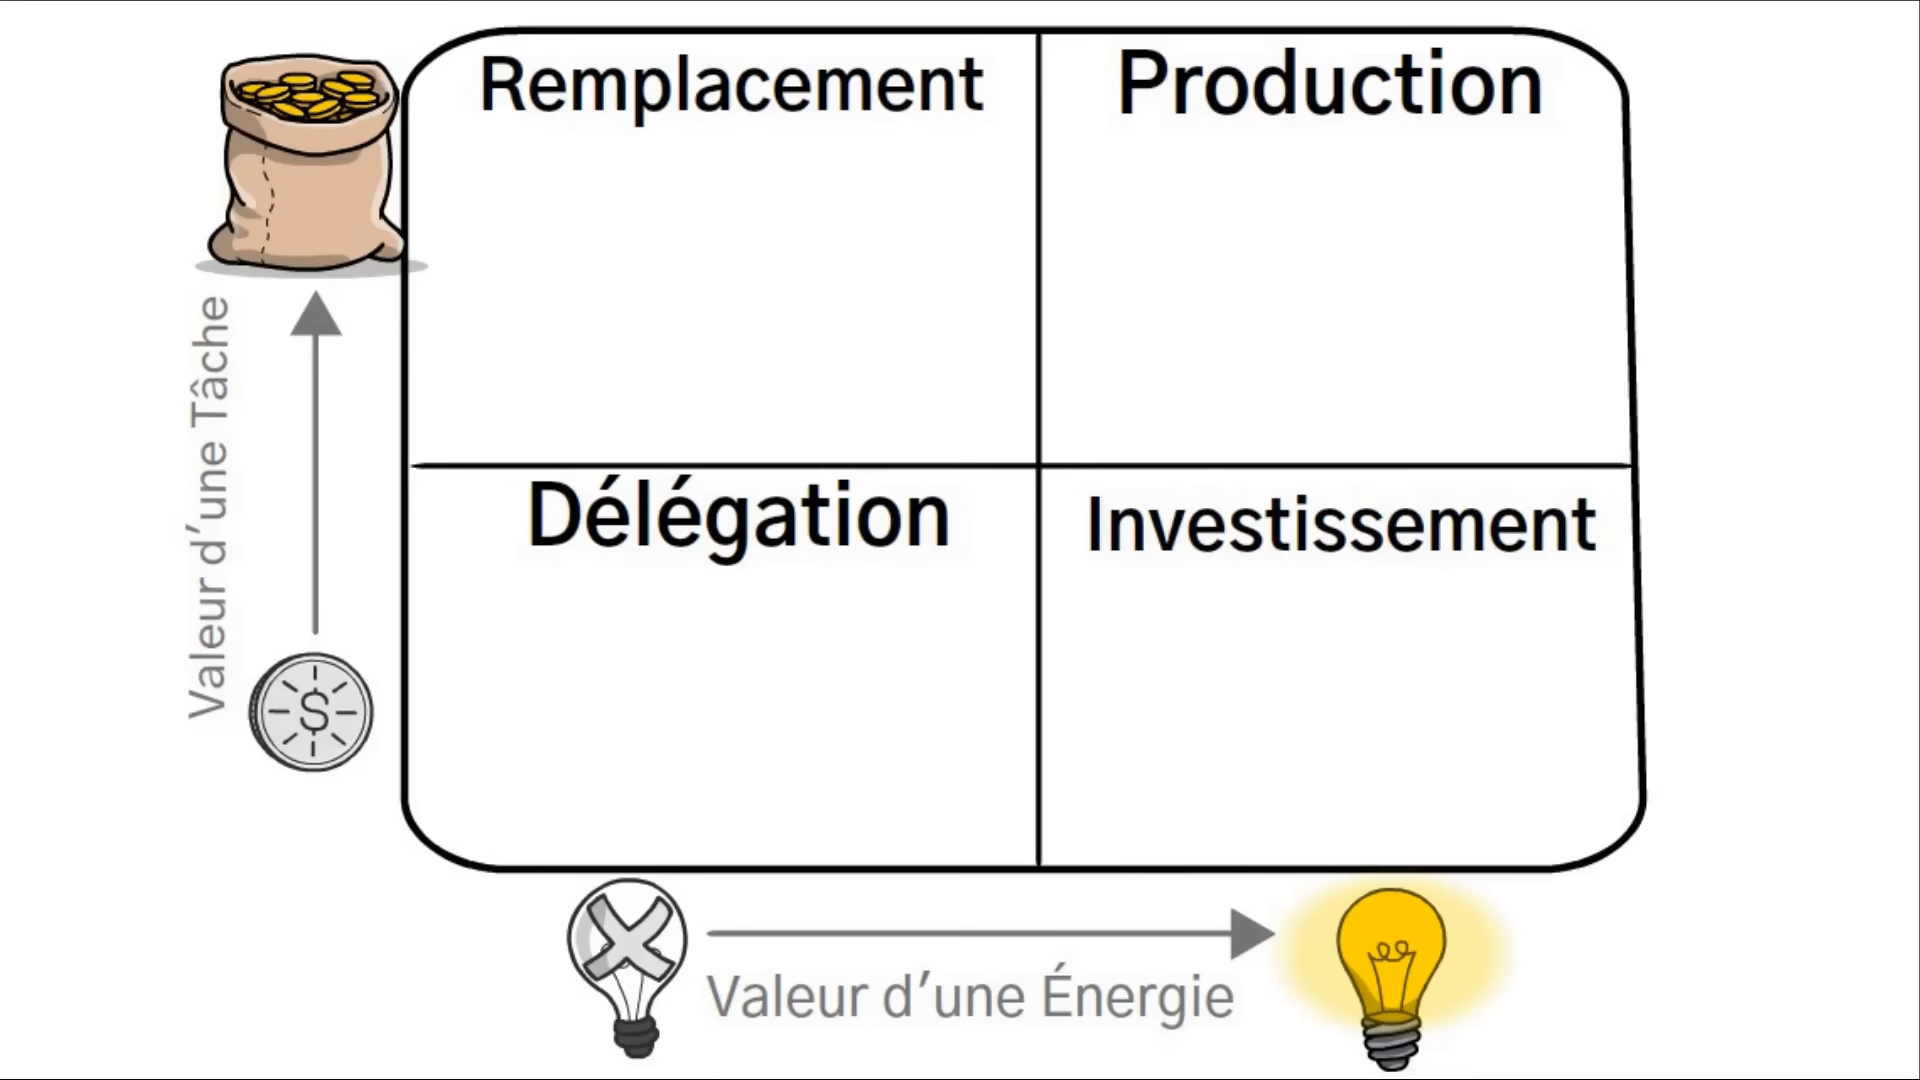 Remplacement
Production
Valeur d'une Tâche
Délégation
Investissement
$
Valeur d'une Énergie